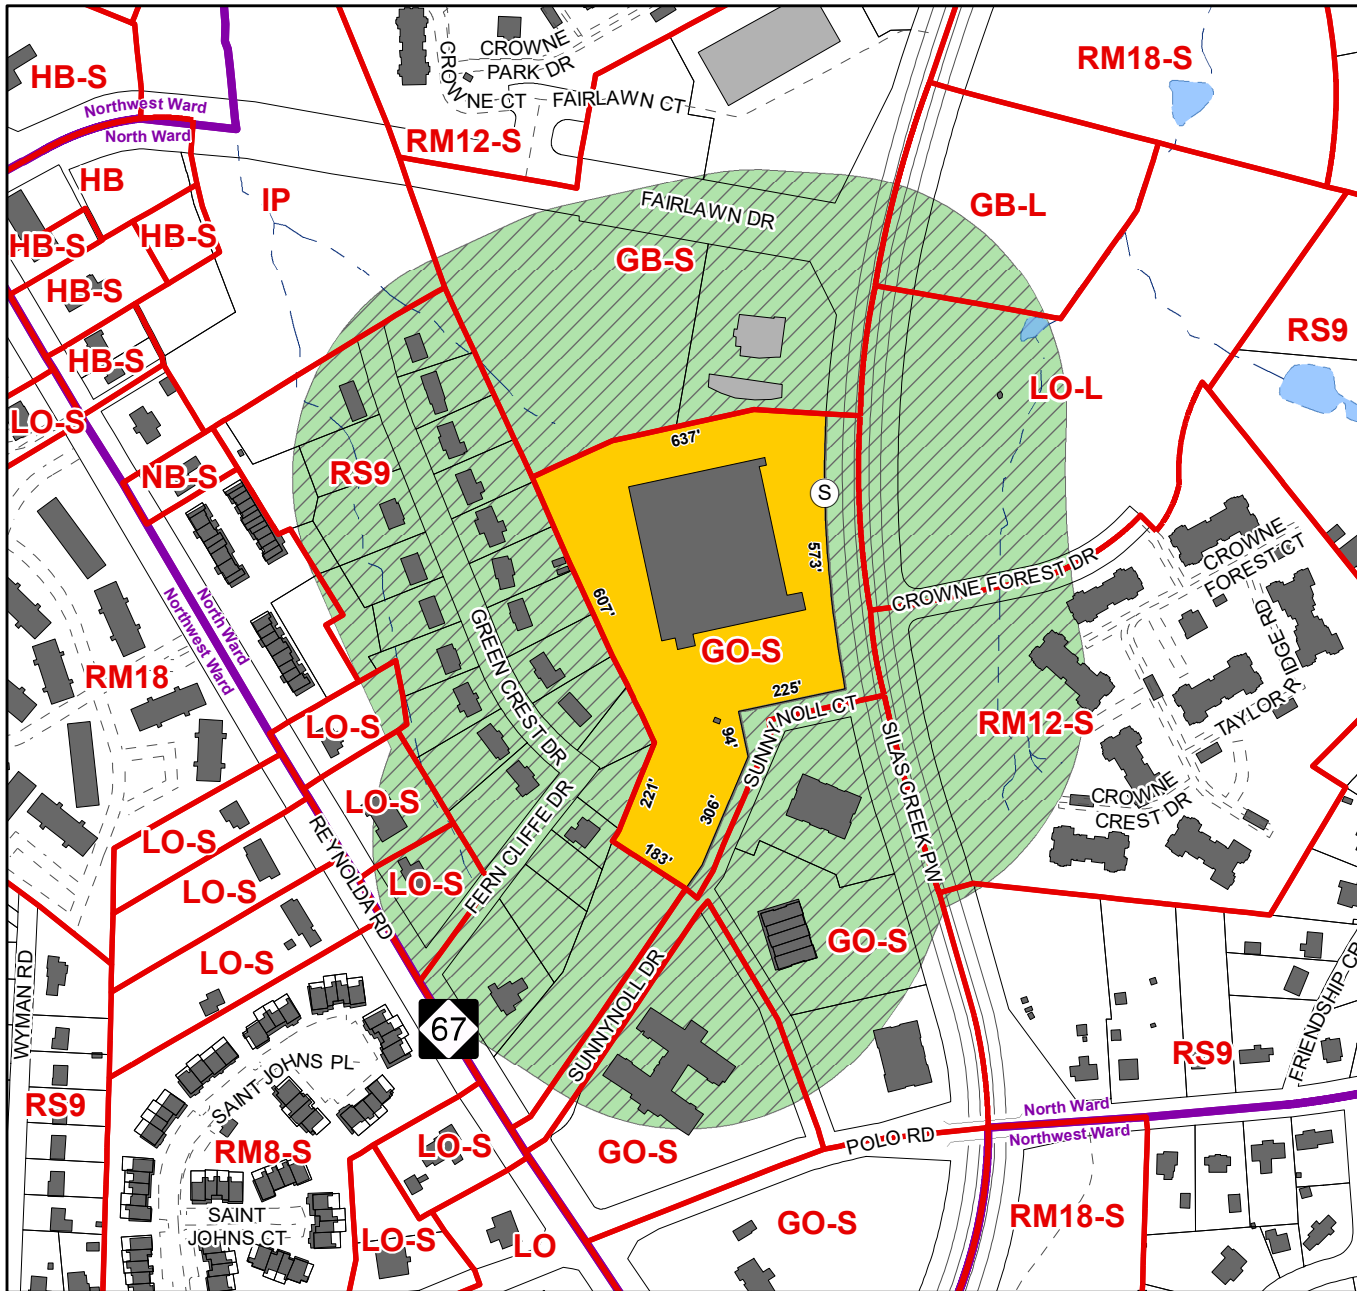 HB-S
Northwest Ward
North Ward
HB
HB-S
HB-S
HB-S
HB-S
LO-S
NB-S
IP
CROWNE
PARK DR
CROW
NE CT
FAIRLAWN CT
RM12-S
RM18-S
FAIRLAWN DR
GB-S
GB-L
RS9
LO-L
RS9
637'
S
573'
607'
GO-S
225'
94'
221'
306'
183'
CROWNE FOREST DR
CROWNE
FOREST CT
TAYLOR RIDGE RD
RM12-S
CROWNE
CREST DR
North Ward
Northwest Ward
RM18
GREEN CREST DR
SUNNYNOLL CT
SILAS CREEK PW
LO-S
LO-S
LO-S
LO-S
LO-S
LO-S
REYNOLDA RD
FERN CLIFFE DR
GO-S
SUNNYNOLL DR
67
WYMAN RD
SAINT JOHNS PL
RS9
RM8-S
SAINT
JOHNS CT
LO-S
LO-S
LO
GO-S
POLO RD
GO-S
North Ward
Northwest Ward
RS9
FRIENDSHIP CR
RM18-S